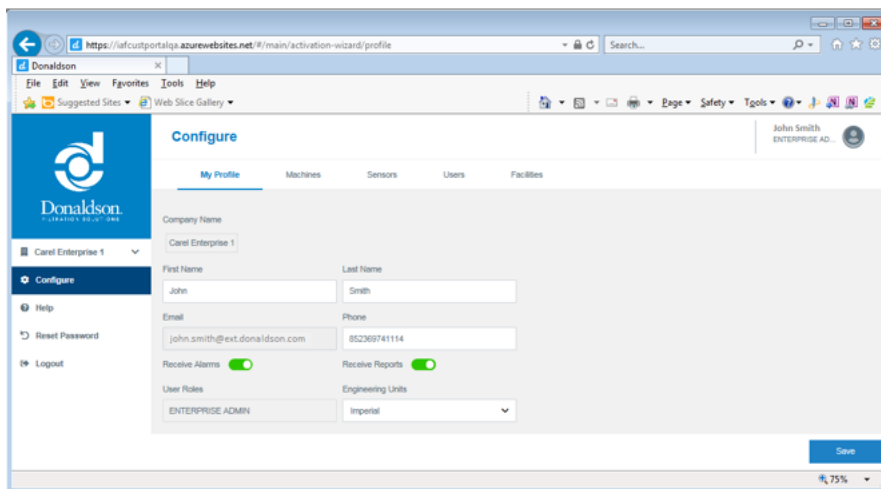 https://iafcustportalqa.azurewebsites.net/#/main/activation-wizard/profile
Search...
Donaldson
File Edit View Favorites Tools Help
Suggested Sites Web Slice Gallery
Page Safety Tools
Configure
John Smith
ENTERPRISE AD...
My Profile Machines Sensors Users Facilities
Donaldson.
FILTRATION SOLUTIONS
Carel Enterprise 1
Configure
Help
Reset Password
Logout
Company Name
Carel Enterprise 1
First Name Last Name
John Smith
Email Phone
john.smith@ext.donaldson.com 852369741114
Receive Alarms Receive Reports
User Roles Engineering Units
ENTERPRISE ADMIN Imperial
Save
75%